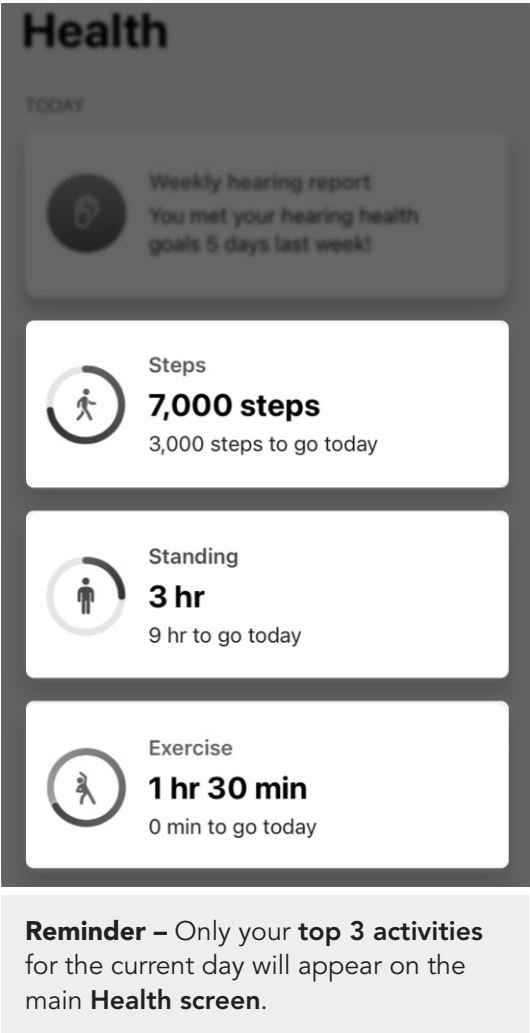 Health
TODAY
Weekly hearing report
You met your hearing health
goals 5 days last week!
Steps
7,000 steps
3,000 steps to go today
Standing
3 hr
9 hr to go today
Exercise
1 hr 30 min
0 min to go today
Reminder – Only your top 3 activities
for the current day will appear on the
main Health screen.